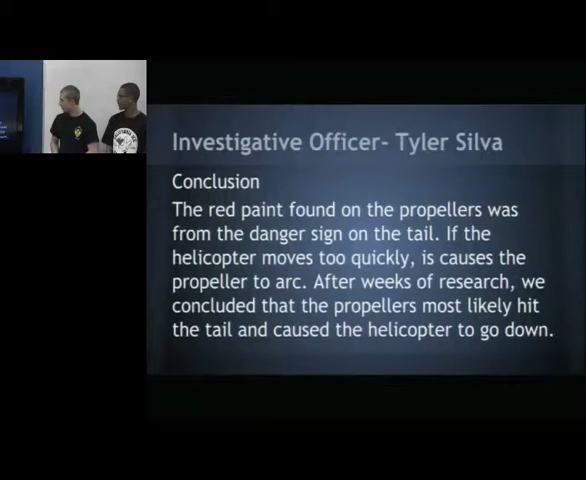 Investigative Officer- Tyler Silva
Conclusion
The red paint found on the propellers was
from the danger sign on the tail. If the
helicopter moves too quickly, is causes the
propeller to arc. After weeks of research, we
concluded that the propellers most likely hit
the tail and caused the helicopter to go down.